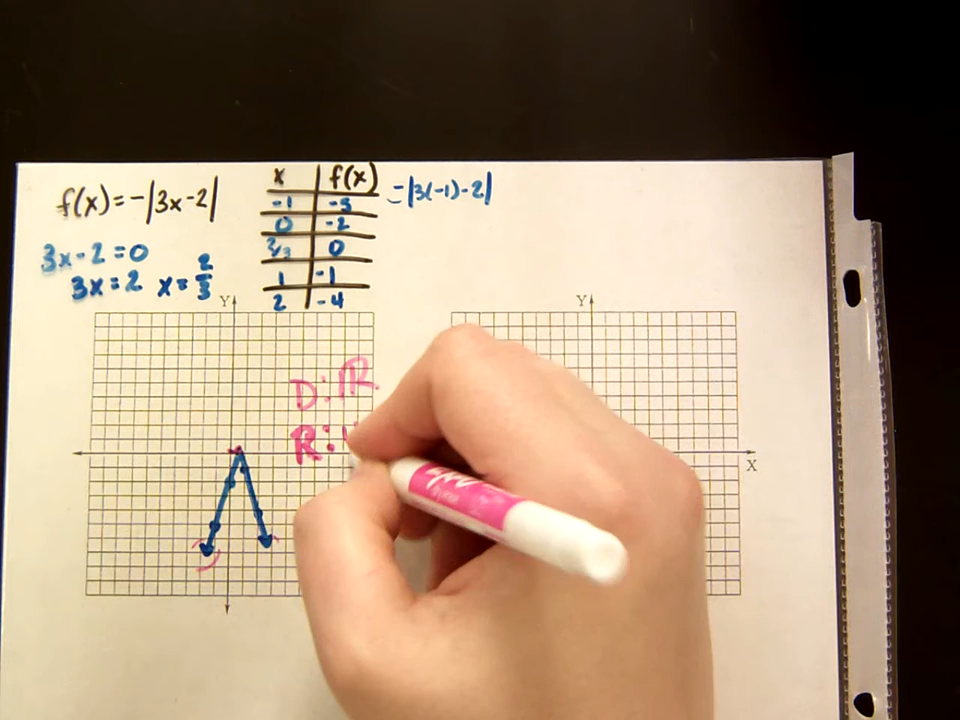 f(x)=-|3x-2|
3x-2=0
3x=2 x=2/3
x f(x)
-1 -5 =-|3(-1)-2|
0 -2
2/3 0
1 -1
2 -4
Y
D:ℝ
R:
Y
X